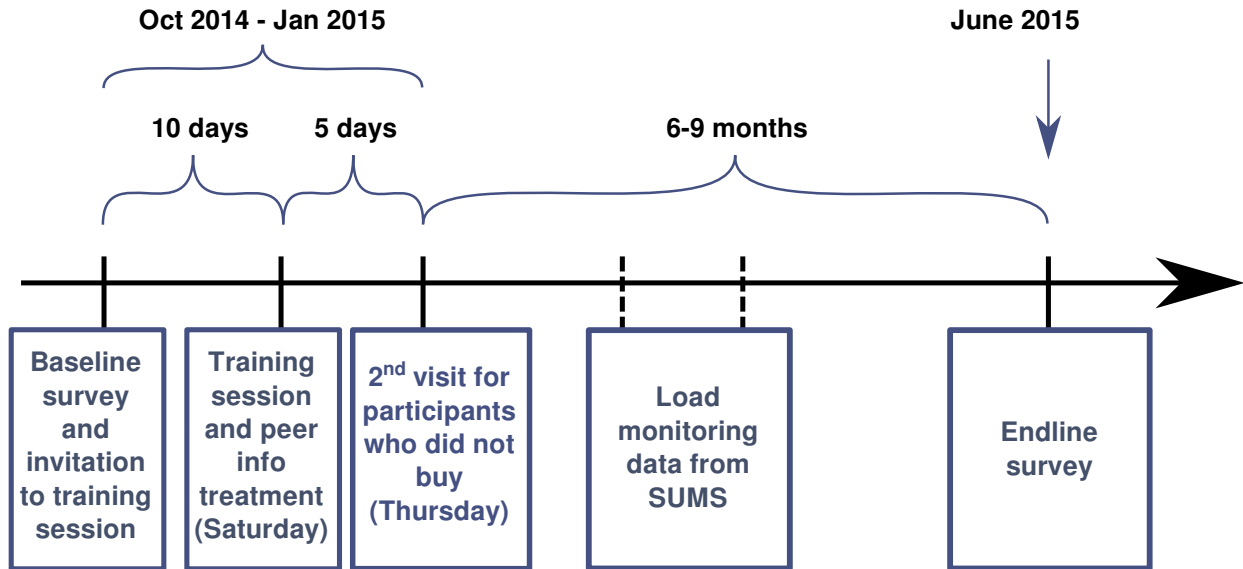 Oct 2014 - Jan 2015
June 2015
10 days
5 days
6-9 months
Baseline
survey
and
invitation
to training
session
Training
session
and peer
info
treatment
(Saturday)
2nd visit for
participants
who did not
buy
(Thursday)
Load
monitoring
data from
SUMS
Endline
survey